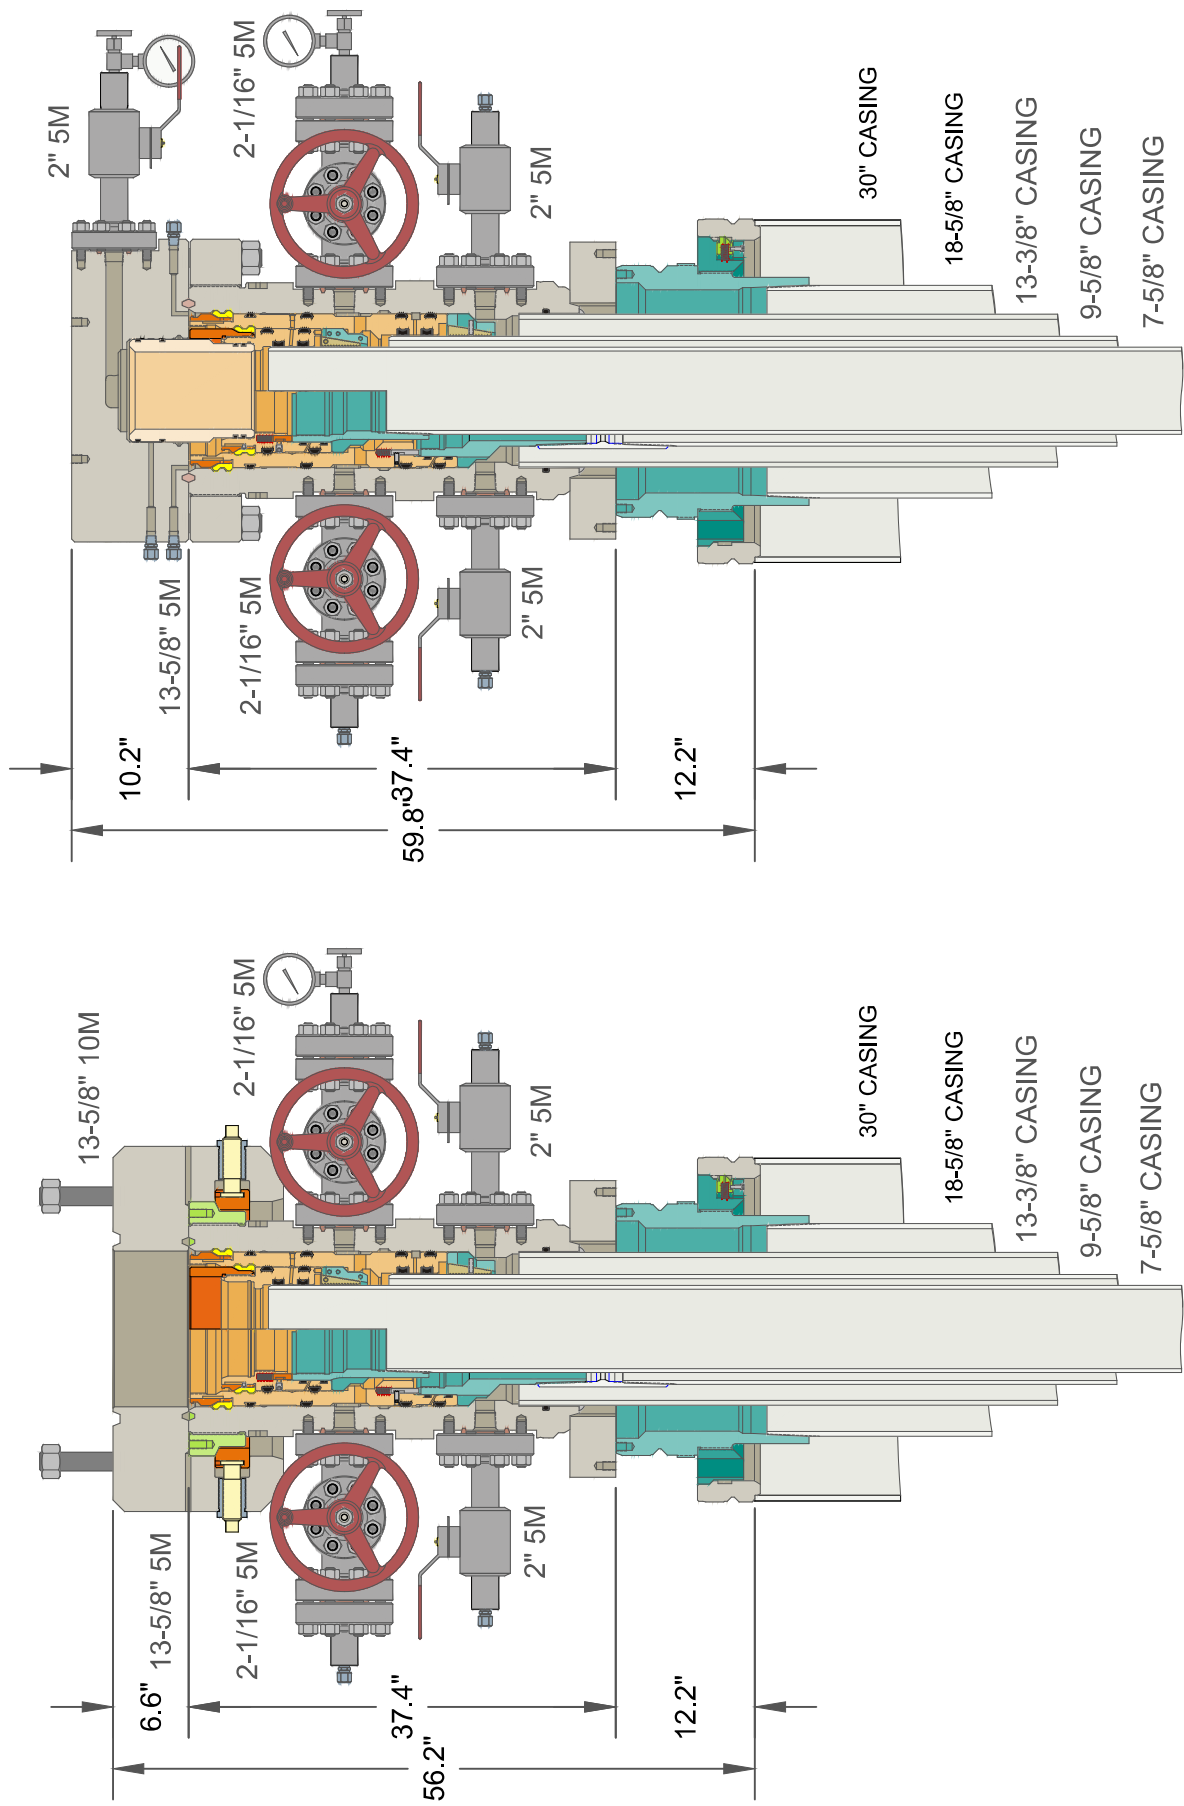 2" 5M
2-1/16" 5M
2" 5M
30" CASING
18-5/8" CASING
13-3/8" CASING
9-5/8" CASING
7-5/8" CASING
13-5/8" 5M
2-1/16" 5M
2" 5M
10.2"
37.4"
12.2"
59.8"
13-5/8" 10M
2-1/16" 5M
2" 5M
30" CASING
18-5/8" CASING
13-3/8" CASING
9-5/8" CASING
7-5/8" CASING
13-5/8" 5M
2-1/16" 5M
2" 5M
6.6"
37.4"
12.2"
56.2"